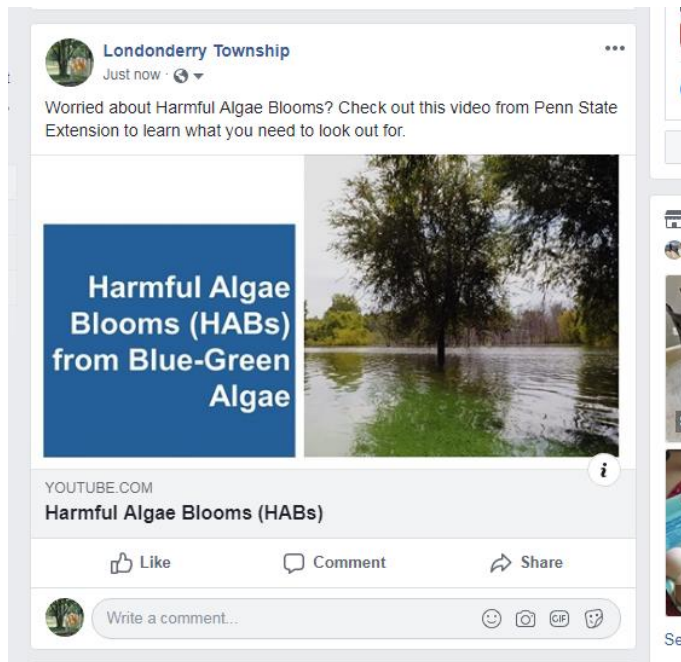 Londonderry Township
Just now
Worried about Harmful Algae Blooms? Check out this video from Penn State
Extension to learn what you need to look out for.
Harmful Algae
Blooms (HABs)
from Blue-Green
Algae
i
YOUTUBE.COM
Harmful Algae Blooms (HABs)
Like
Comment
Share
Write a comment...
GIF